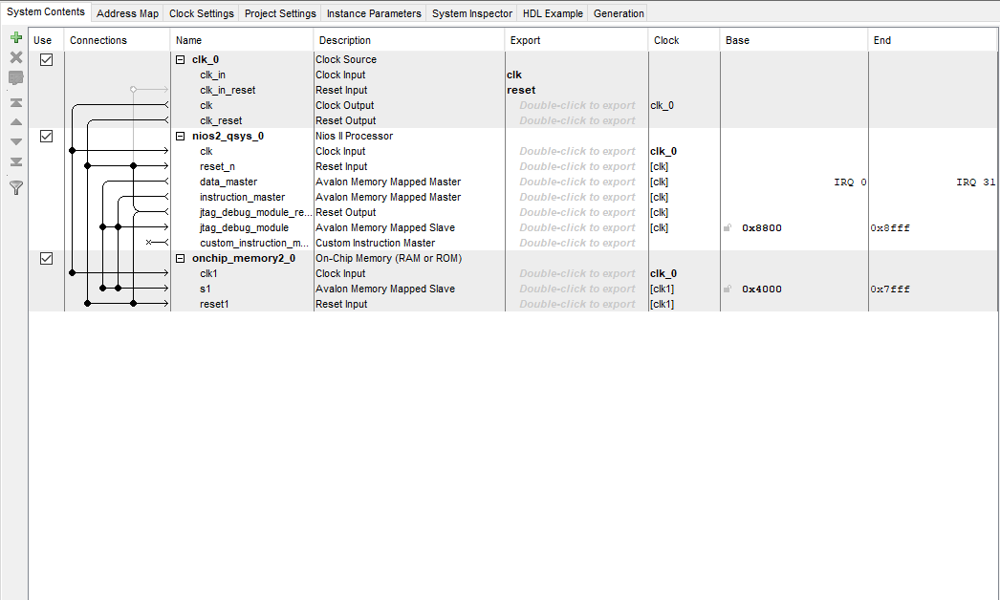 System Contents Address Map Clock Settings Project Settings Instance Parameters System Inspector HDL Example Generation
Use Connections Name Description Export Clock Base End
clk_0 Clock Source
clk_in Clock Input clk
clk_in_reset Reset Input reset
clk Clock Output Double-click to export clk_0
clk_reset Reset Output Double-click to export
nios2_qsys_0 Nios II Processor
clk Clock Input Double-click to export clk_0
reset_n Reset Input Double-click to export [clk]
data_master Avalon Memory Mapped Master Double-click to export [clk] IRQ 0 IRQ 31
instruction_master Avalon Memory Mapped Master Double-click to export [clk]
jtag_debug_module_re... Reset Output Double-click to export [clk]
jtag_debug_module Avalon Memory Mapped Slave Double-click to export [clk] 0x8800 0x8fff
custom_instruction_m... Custom Instruction Master Double-click to export
onchip_memory2_0 On-Chip Memory (RAM or ROM)
clk1 Clock Input Double-click to export clk_0
s1 Avalon Memory Mapped Slave Double-click to export [clk1] 0x4000 0x7fff
reset1 Reset Input Double-click to export [clk1]